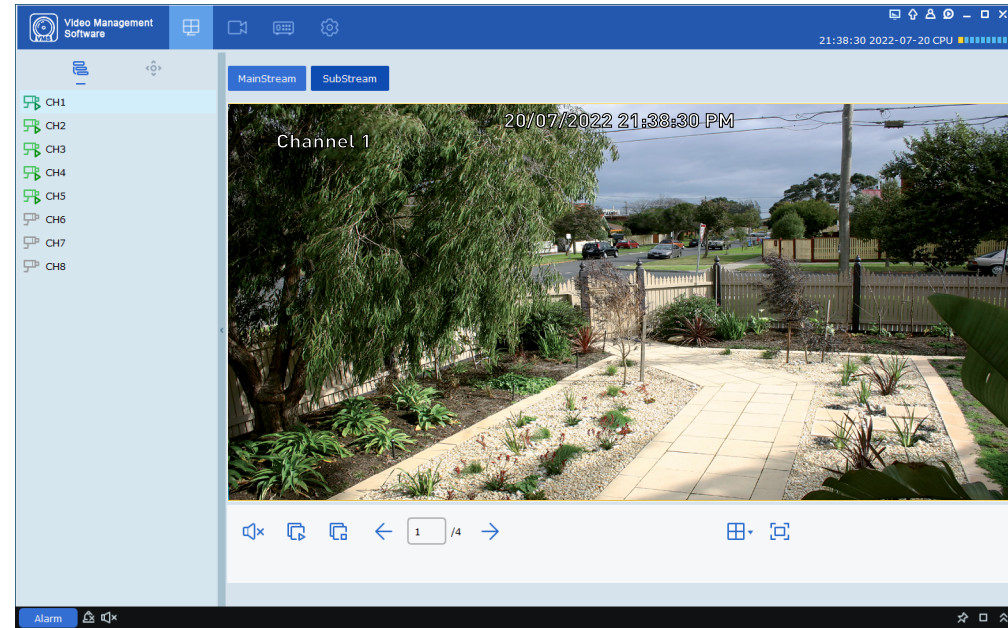 Video Management
Software
VMS
21:38:30 2022-07-20 CPU
MainStream
SubStream
CH1
CH2
CH3
CH4
CH5
CH6
CH7
CH8
20/07/2022 21:38:30 PM
Channel 1
1
/4
Alarm